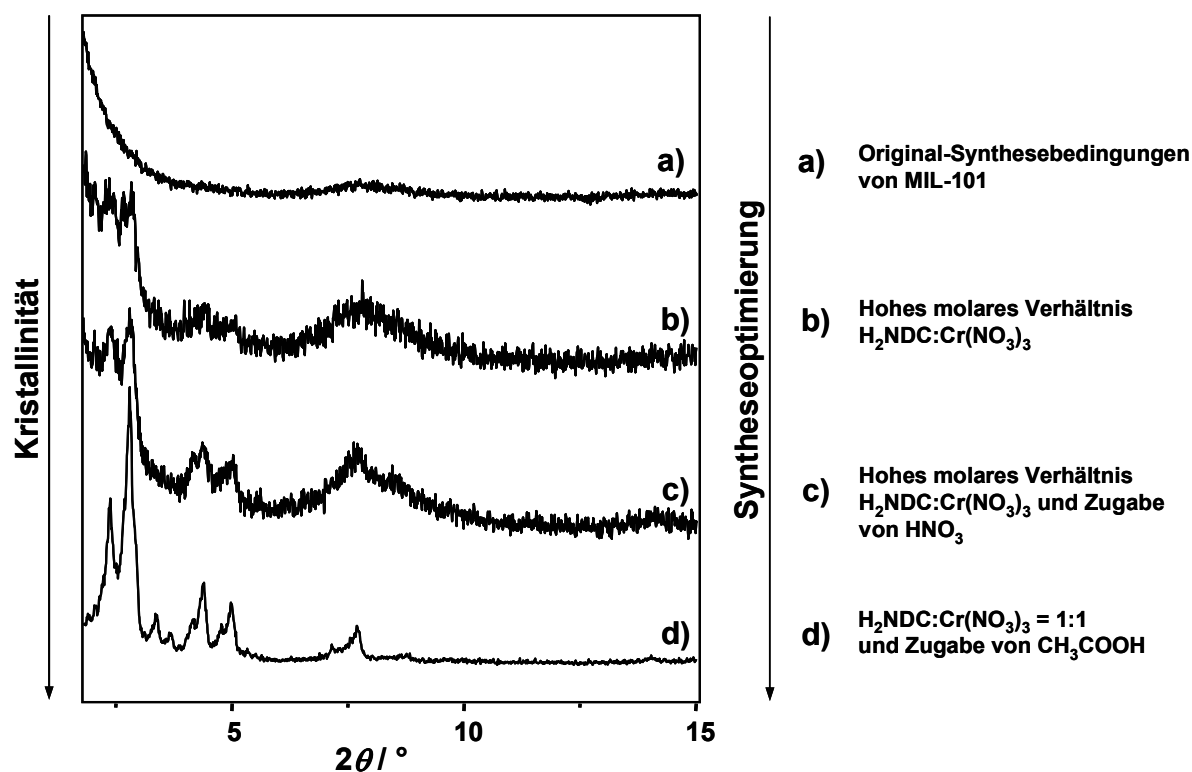 Kristallinität
a)
b)
c)
d)
5
10
15
2θ / °
Syntheseoptimierung
a)
Original-Synthesebedingungen
von MIL-101
b)
Hohes molares Verhältnis
H₂NDC:Cr(NO₃)₃
c)
Hohes molares Verhältnis
H₂NDC:Cr(NO₃)₃ und Zugabe
von HNO₃
d)
H₂NDC:Cr(NO₃)₃ = 1:1
und Zugabe von CH₃COOH